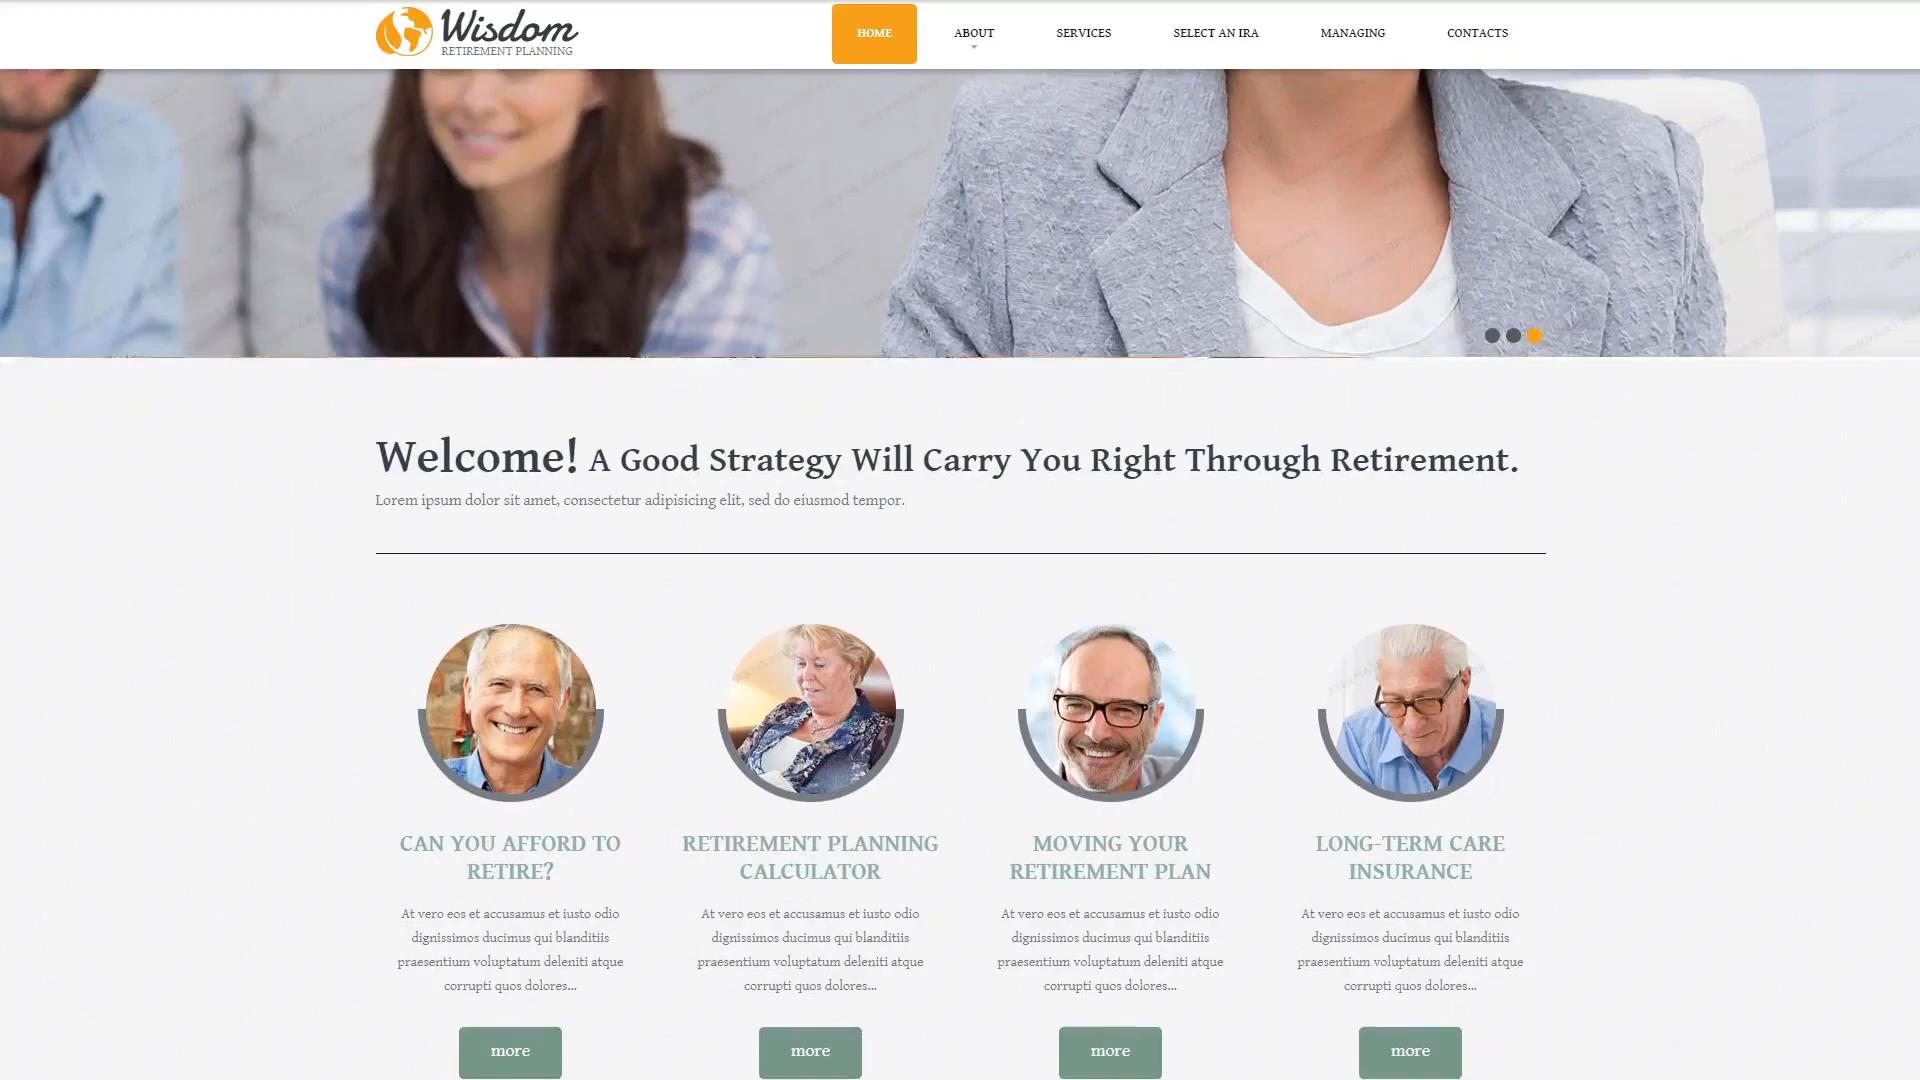 Wisdom
RETIREMENT PLANNING
HOME
ABOUT
SERVICES
SELECT AN IRA
MANAGING
CONTACTS
Welcome! A Good Strategy Will Carry You Right Through Retirement.
Lorem ipsum dolor sit amet, consectetur adipisicing elit, sed do eiusmod tempor.
CAN YOU AFFORD TO
RETIRE?
At vero eos et accusamus et iusto odio
dignissimos ducimus qui blanditiis
praesentium voluptatum deleniti atque
corrupti quos dolores...
more
RETIREMENT PLANNING
CALCULATOR
At vero eos et accusamus et iusto odio
dignissimos ducimus qui blanditiis
praesentium voluptatum deleniti atque
corrupti quos dolores...
more
MOVING YOUR
RETIREMENT PLAN
At vero eos et accusamus et iusto odio
dignissimos ducimus qui blanditiis
praesentium voluptatum deleniti atque
corrupti quos dolores...
more
LONG-TERM CARE
INSURANCE
At vero eos et accusamus et iusto odio
dignissimos ducimus qui blanditiis
praesentium voluptatum deleniti atque
corrupti quos dolores...
more